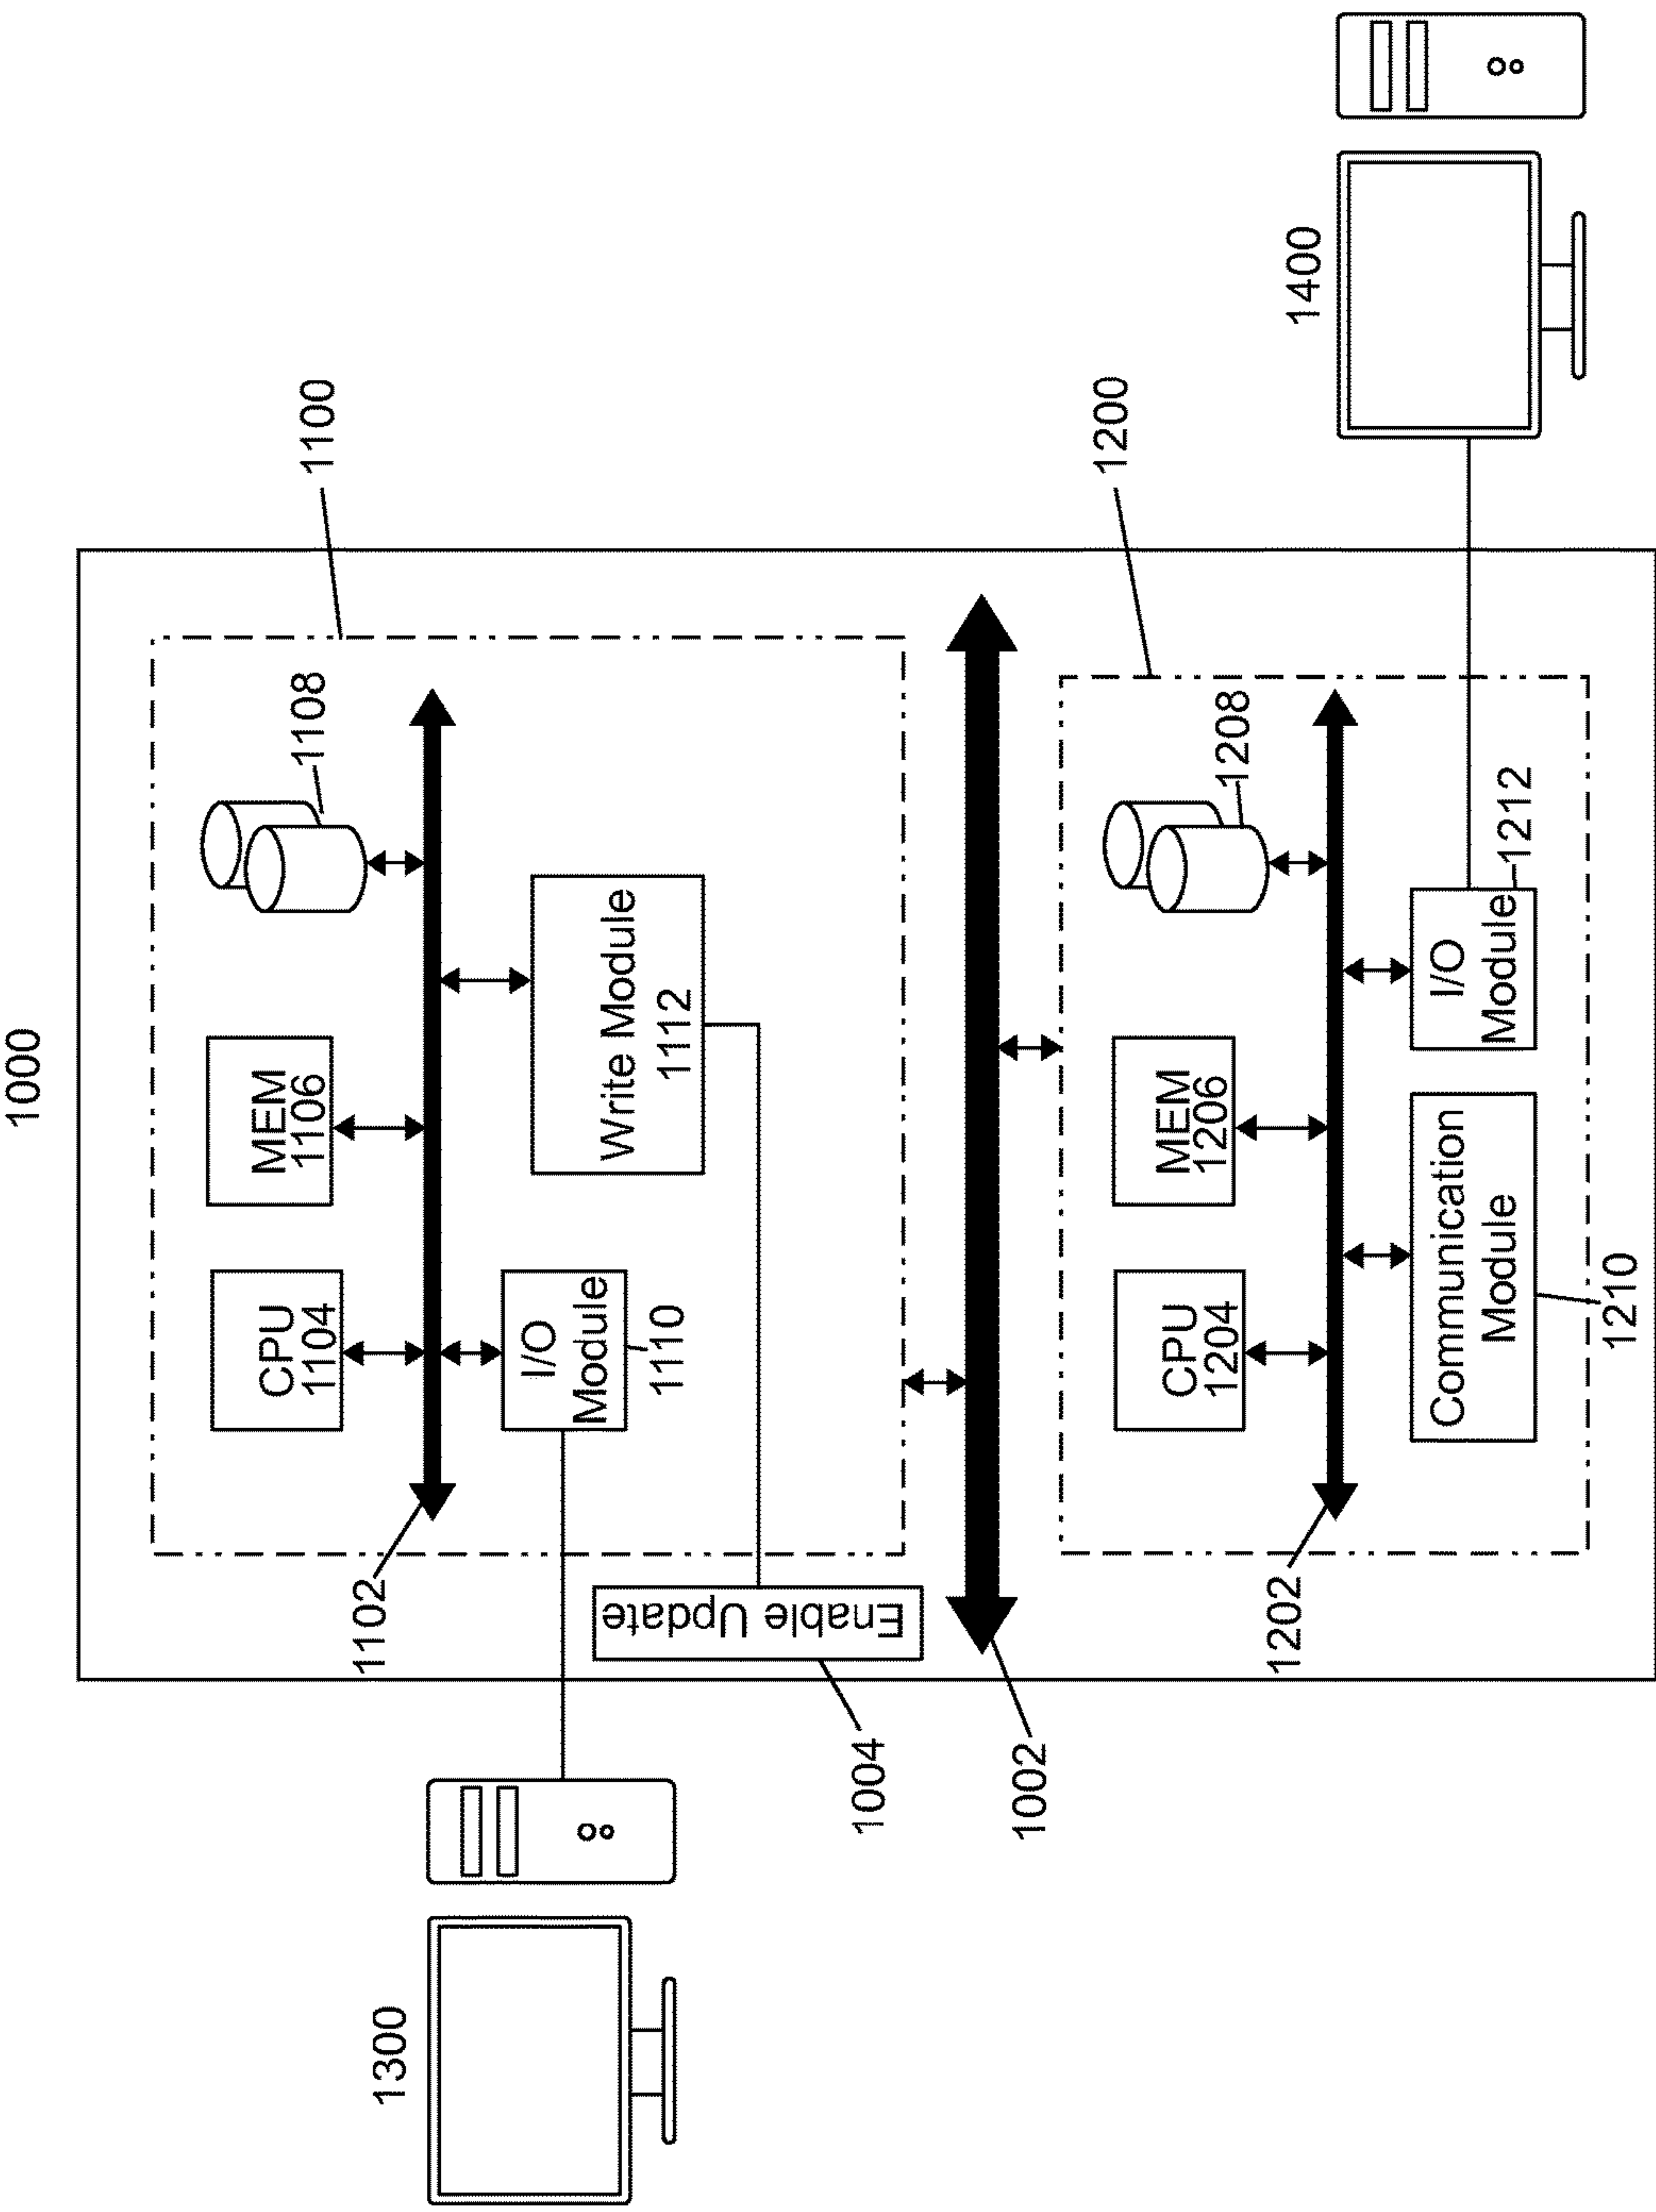 1000
1100
CPU
1104
MEM
1106
1108
1102
I/O
Module
1110
Write Module
1112
1300
Enable Update
1004
1002
1200
CPU
1204
MEM
1206
1208
1202
Communication
Module
1210
I/O
Module
1212
1400